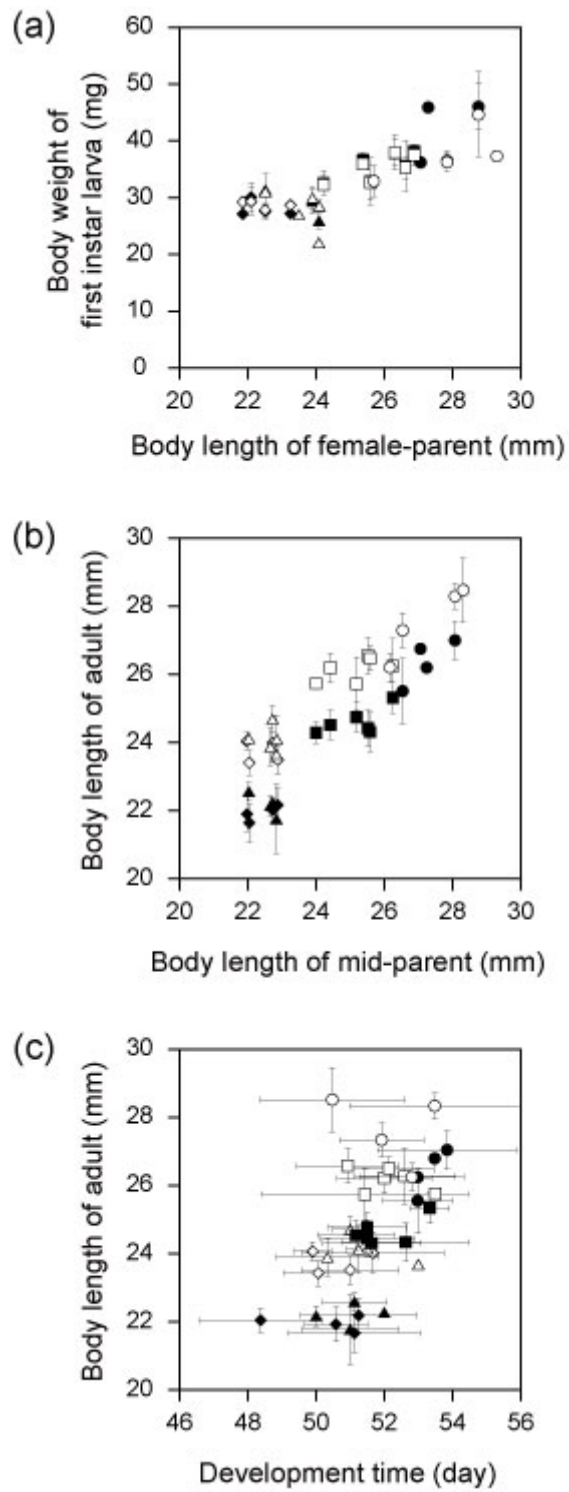 (a)
60
50
40
30
20
10
0
Body weight of
first instar larva (mg)
20 22 24 26 28 30
Body length of female-parent (mm)
(b)
30
28
26
24
22
20
Body length of adult (mm)
20 22 24 26 28 30
Body length of mid-parent (mm)
(c)
30
28
26
24
22
20
Body length of adult (mm)
46 48 50 52 54 56
Development time (day)